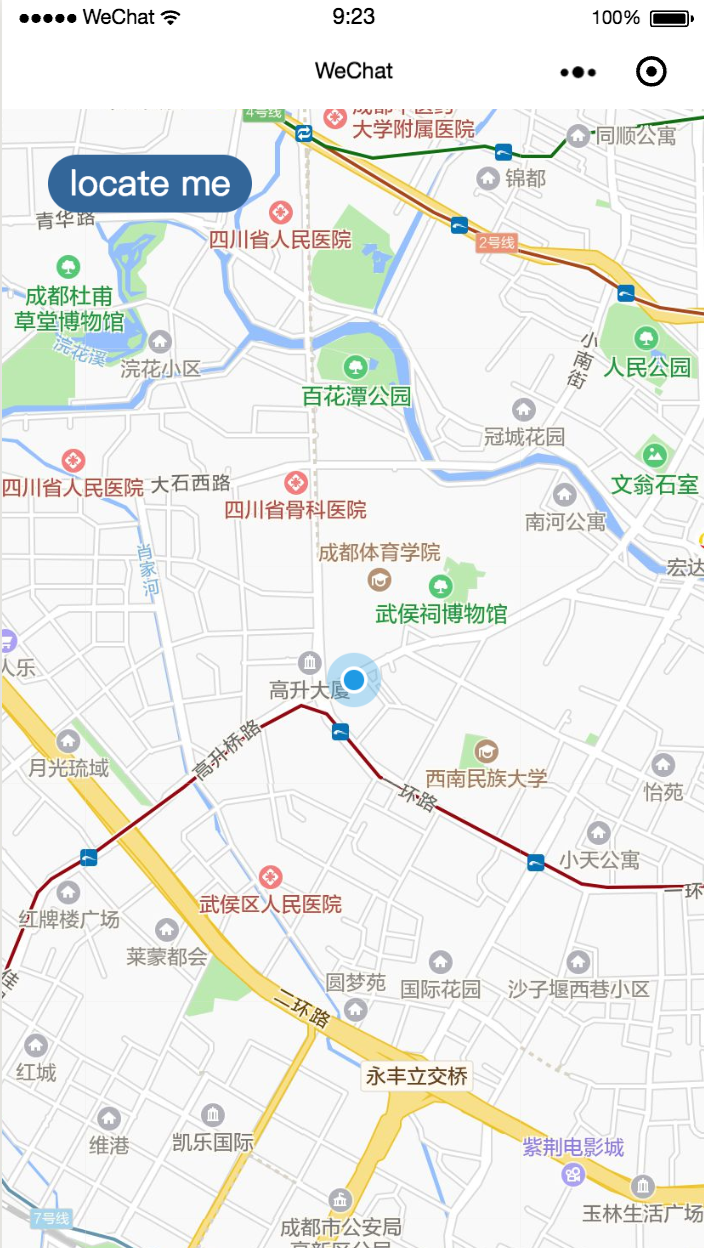 WeChat
9:23
100%
WeChat
4号线
成都中医药
大学附属医院
同顺公寓
锦都
locate me
青华路
四川省人民医院
2号线
成都杜甫
草堂博物馆
浣花溪
浣花小区
小南街
人民公园
百花潭公园
冠城花园
文翁石室
四川省人民医院
大石西路
四川省骨科医院
南河公寓
成都体育学院
肖家河
宏达
武侯祠博物馆
人乐
高升大厦
高升桥路
月光琉域
西南民族大学
怡苑
一环路
小天公寓
武侯区人民医院
一环
红牌楼广场
莱蒙都会
圆梦苑
国际花园
沙子堰西巷小区
二环路
红城
永丰立交桥
维港
凯乐国际
紫荆电影城
7号线
玉林生活广场
成都市公安局
高新区分局